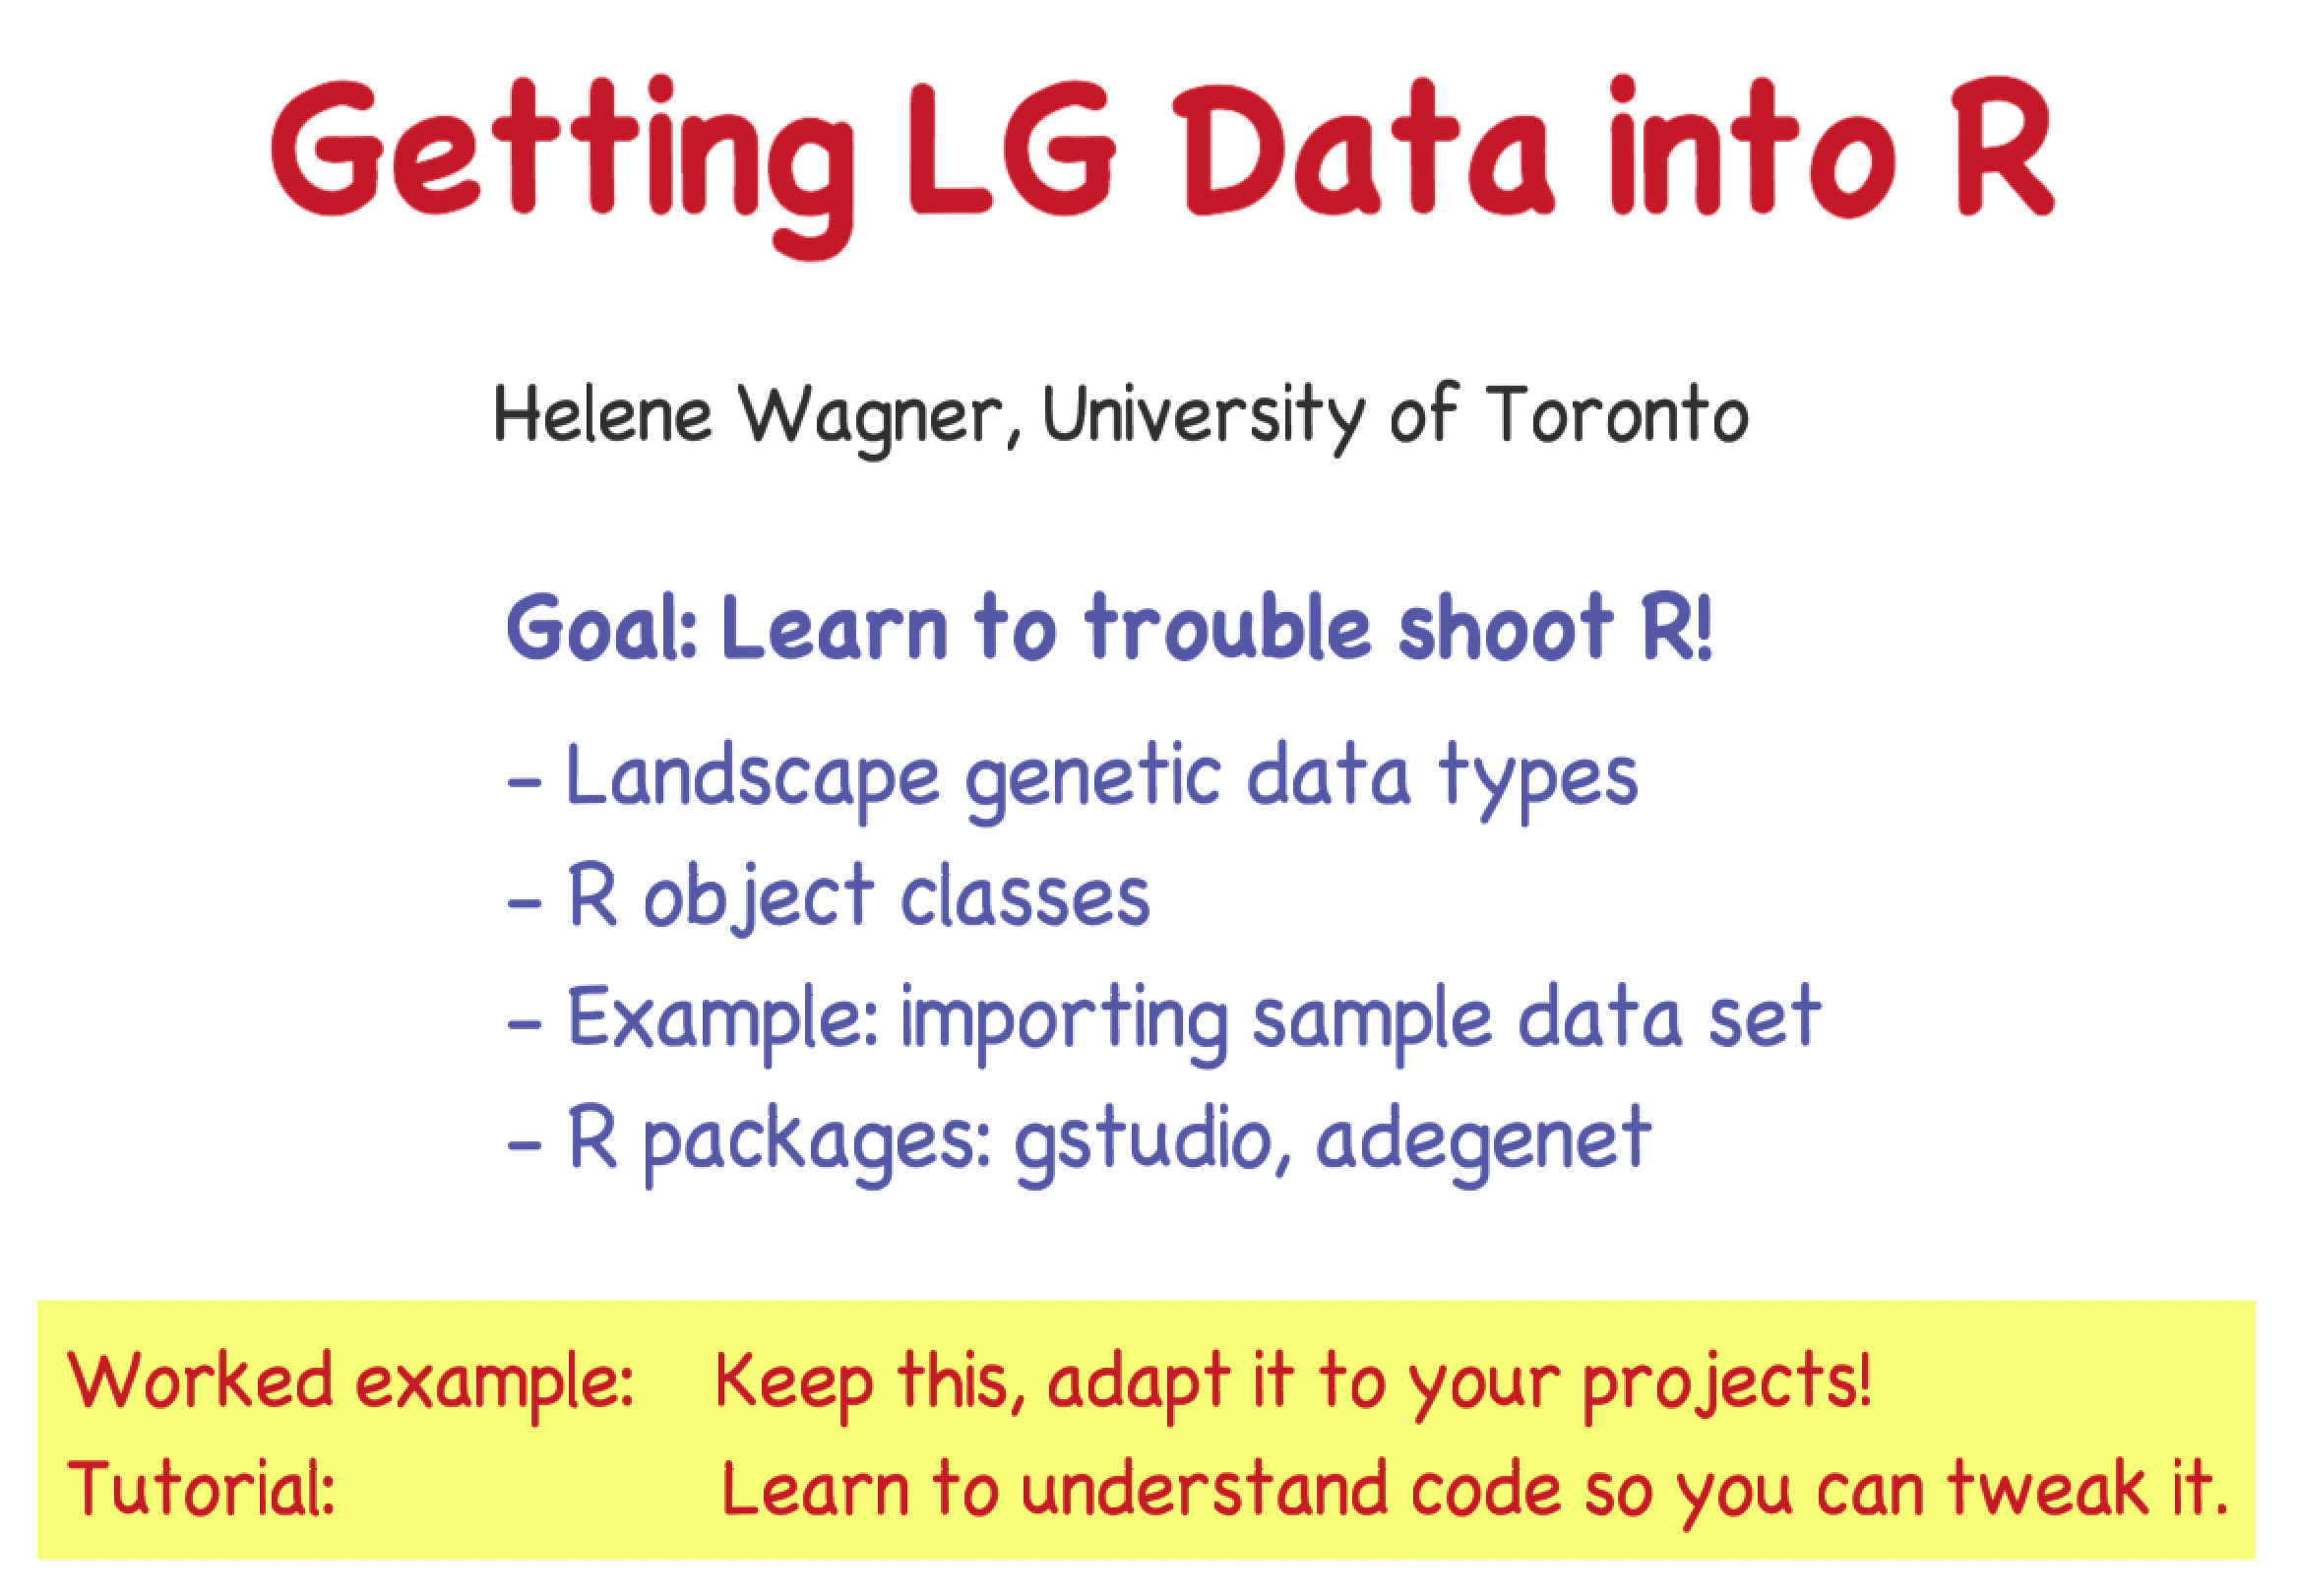 Getting LG Data into R
Helene Wagner, University of Toronto
Goal: Learn to trouble shoot R!
- Landscape genetic data types
- R object classes
- Example: importing sample data set
- R packages: gstudio, adegenet
Worked example: Keep this, adapt it to your projects!
Tutorial: Learn to understand code so you can tweak it.